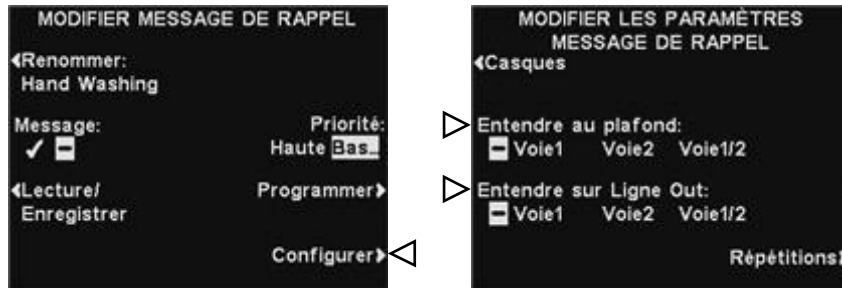 MODIFIER MESSAGE DE RAPPEL
Renommer:
Hand Washing
Message:
Priorité:
✓ –
Haute Bas_
Lecture/
Enregistrer
Programmer
Configurer
MODIFIER LES PARAMÈTRES
MESSAGE DE RAPPEL
Casques
Entendre au plafond:
– Voie1 Voie2 Voie1/2
Entendre sur Ligne Out:
– Voie1 Voie2 Voie1/2
Répétitions